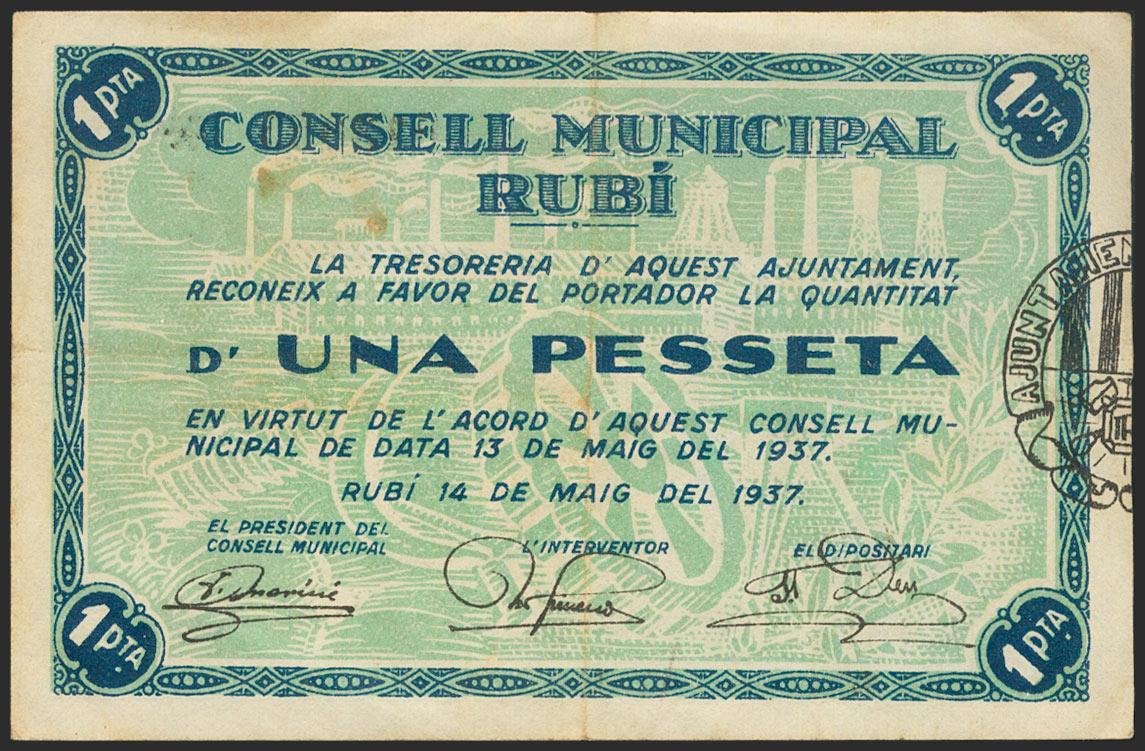 1 PTA
1 PTA
CONSELL MUNICIPAL
RUBÍ
LA TRESORERIA D' AQUEST AJUNTAMENT,
RECONEIX A FAVOR DEL PORTADOR LA QUANTITAT
D' UNA PESSETA
EN VIRTUT DE L'ACORD D'AQUEST CONSELL MU-
NICIPAL DE DATA 13 DE MAIG DEL 1937.
RUBÍ 14 DE MAIG DEL 1937.
EL PRESIDENT DEL
CONSELL MUNICIPAL
L'INTERVENTOR
EL DIPOSITARI
AJUNTAMEN
1 PTA.
1 PTA.